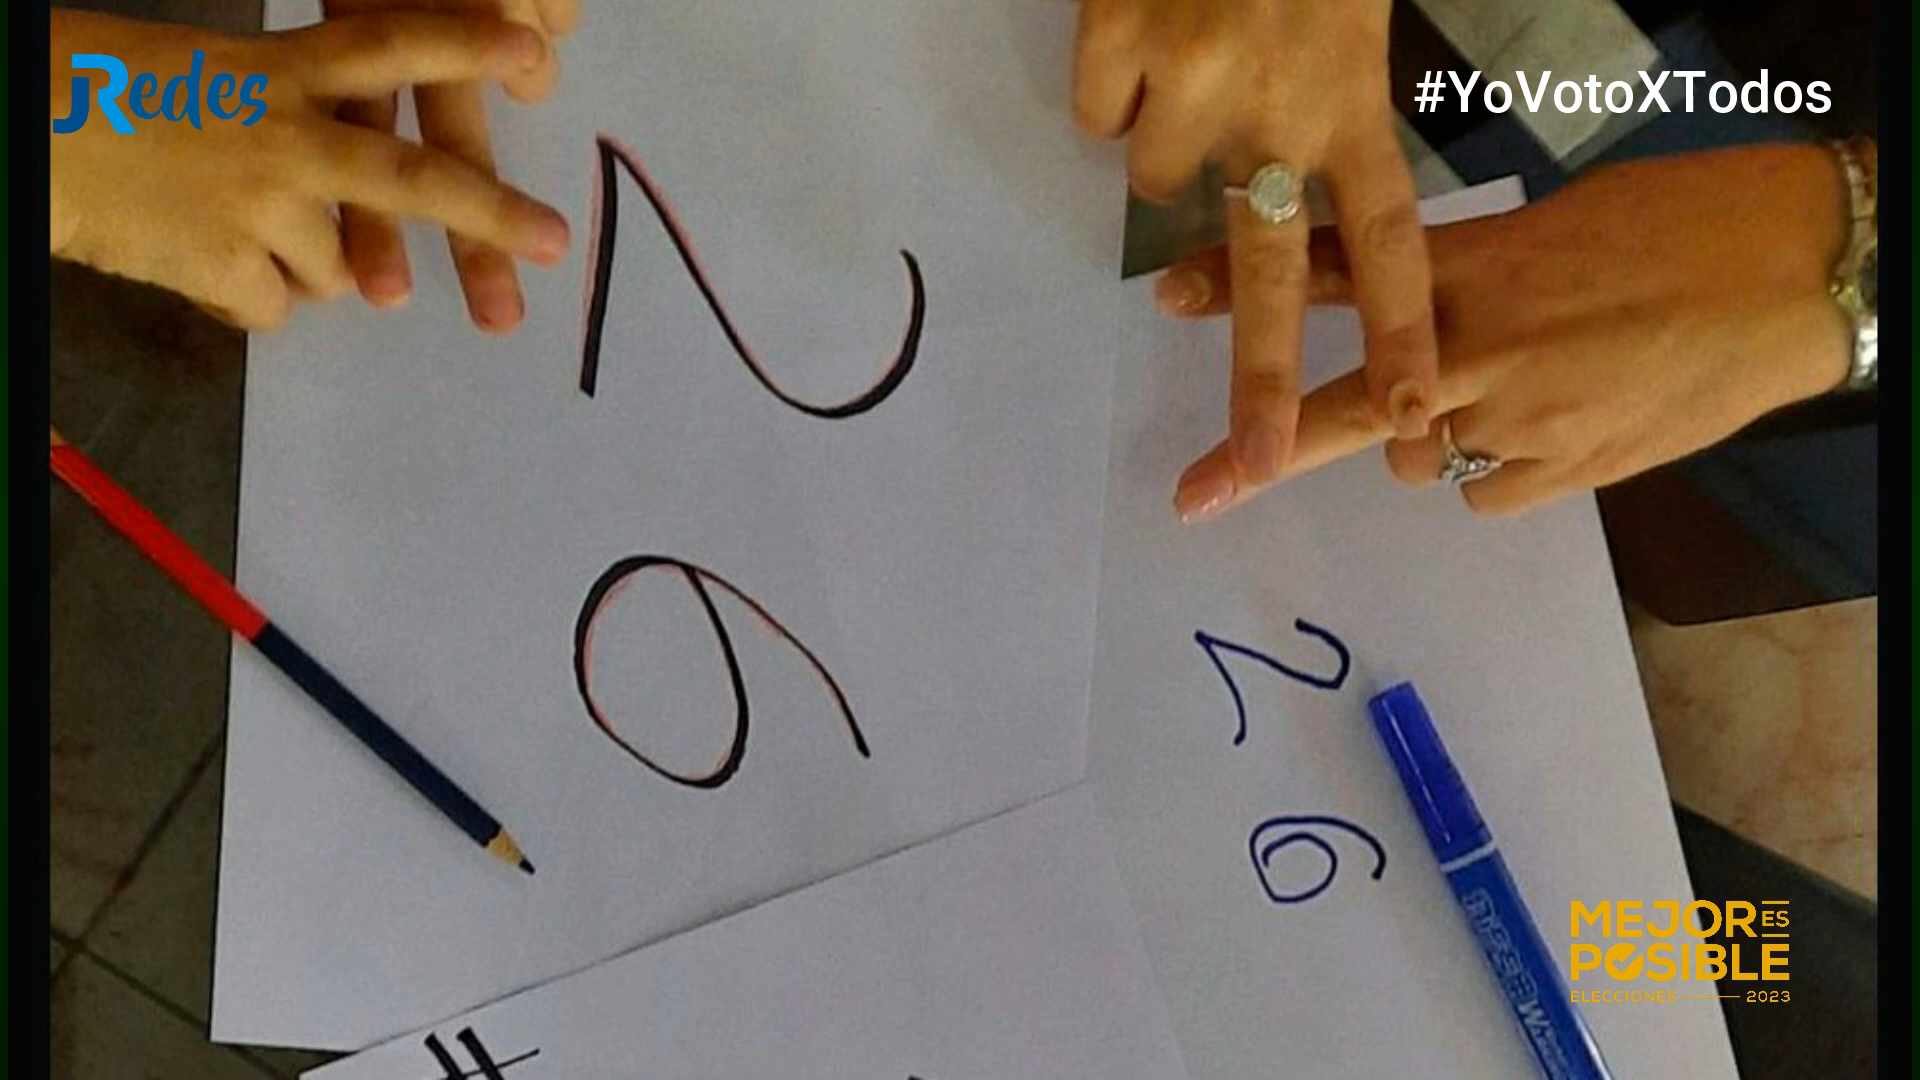 JRedes
#YoVotoXTodos
26
26
#
MEJOR ES
POSIBLE
ELECCIONES 2023